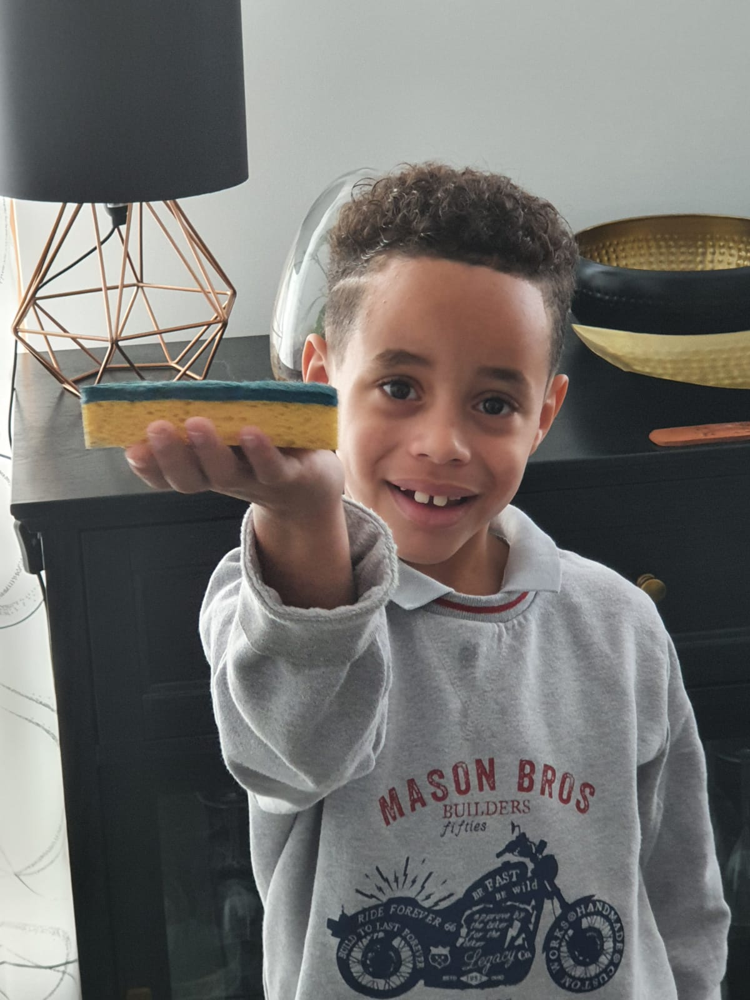 MASON BROS
BUILDERS
fifties
BE FAST
BE wild
RIDE FOREVER 66
BUILD TO LAST FOREVER
approve by
the biker
for the
biker
Legacy Co.
HANDMADE
CUSTOM WORKS